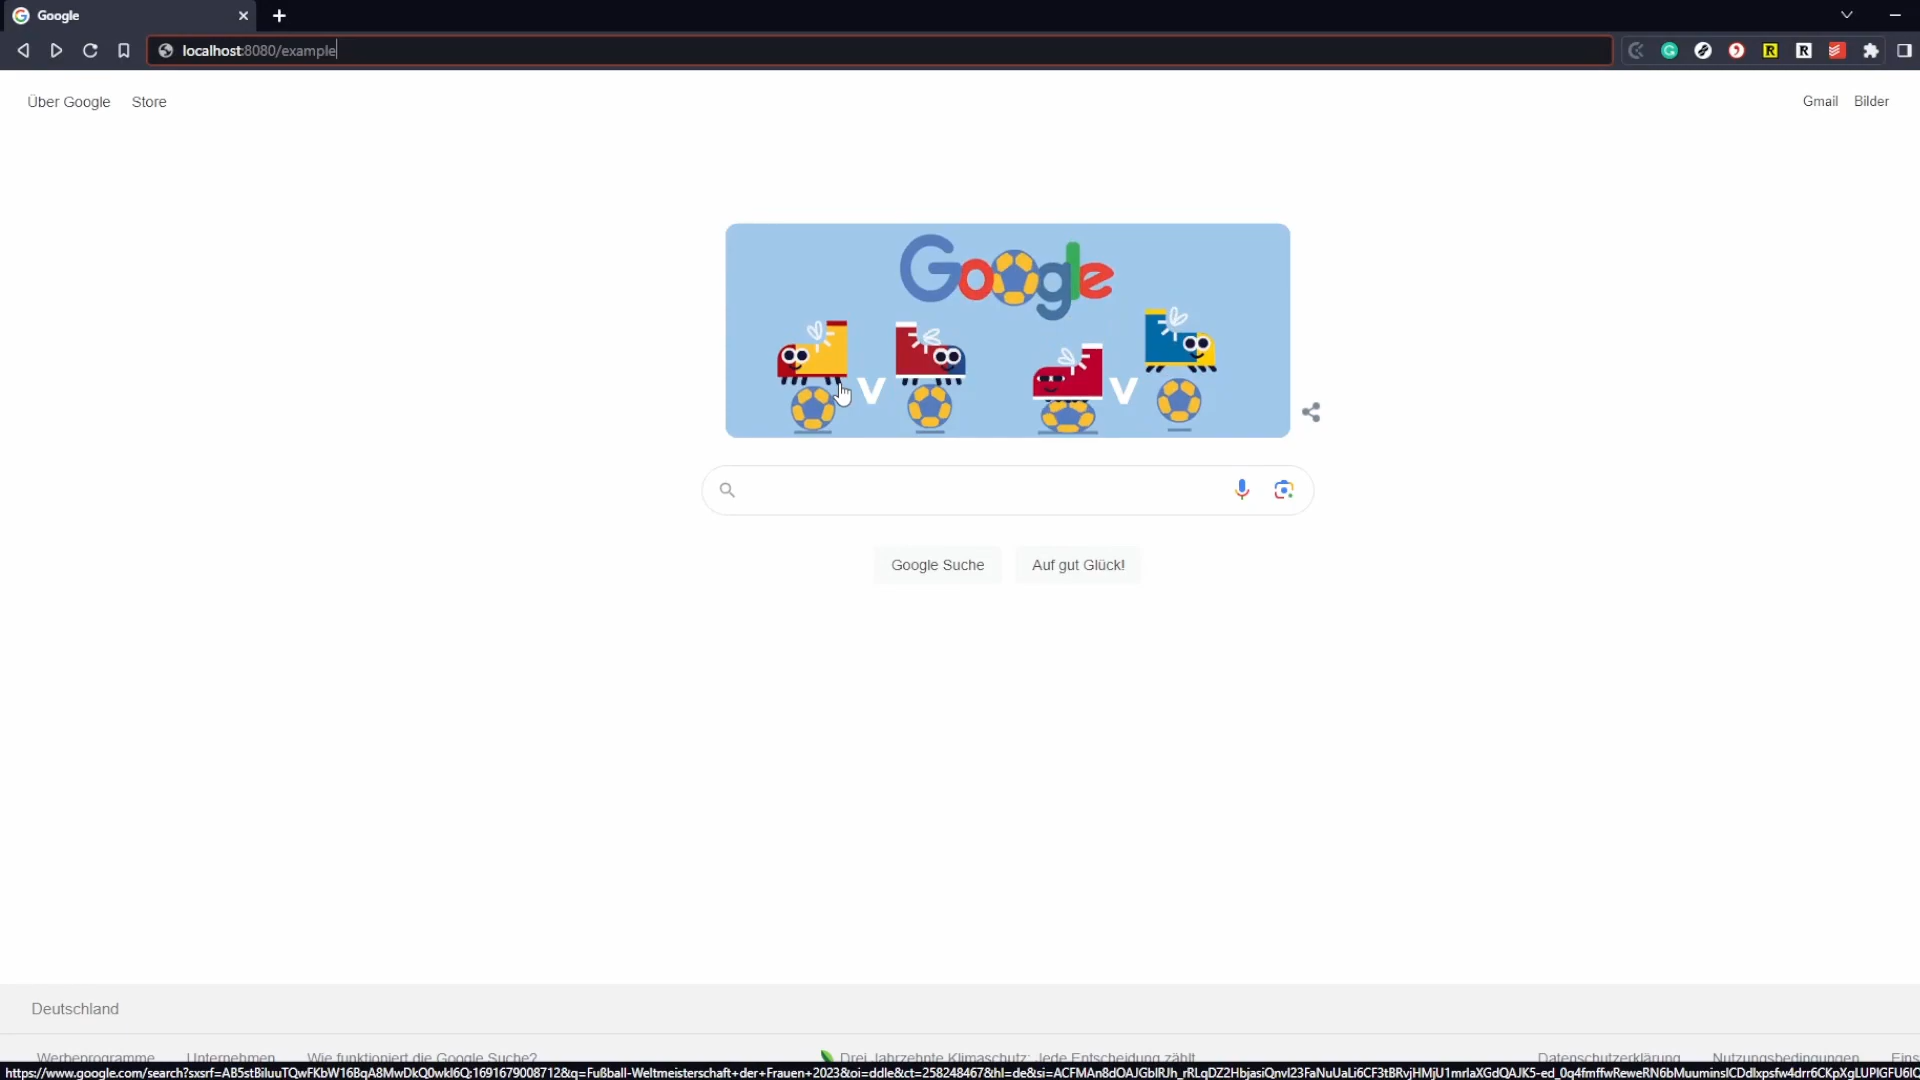 Google
localhost:8080/example
Über Google Store
Gmail Bilder
Google
V V
Google Suche Auf gut Glück!
Deutschland
Werbeprogramme Unternehmen Wie funktioniert die Google Suche? Drei Jahrzehnte Klimaschutz: Jede Entscheidung zählt Datenschutzerklärung Nutzungsbedingungen Eins